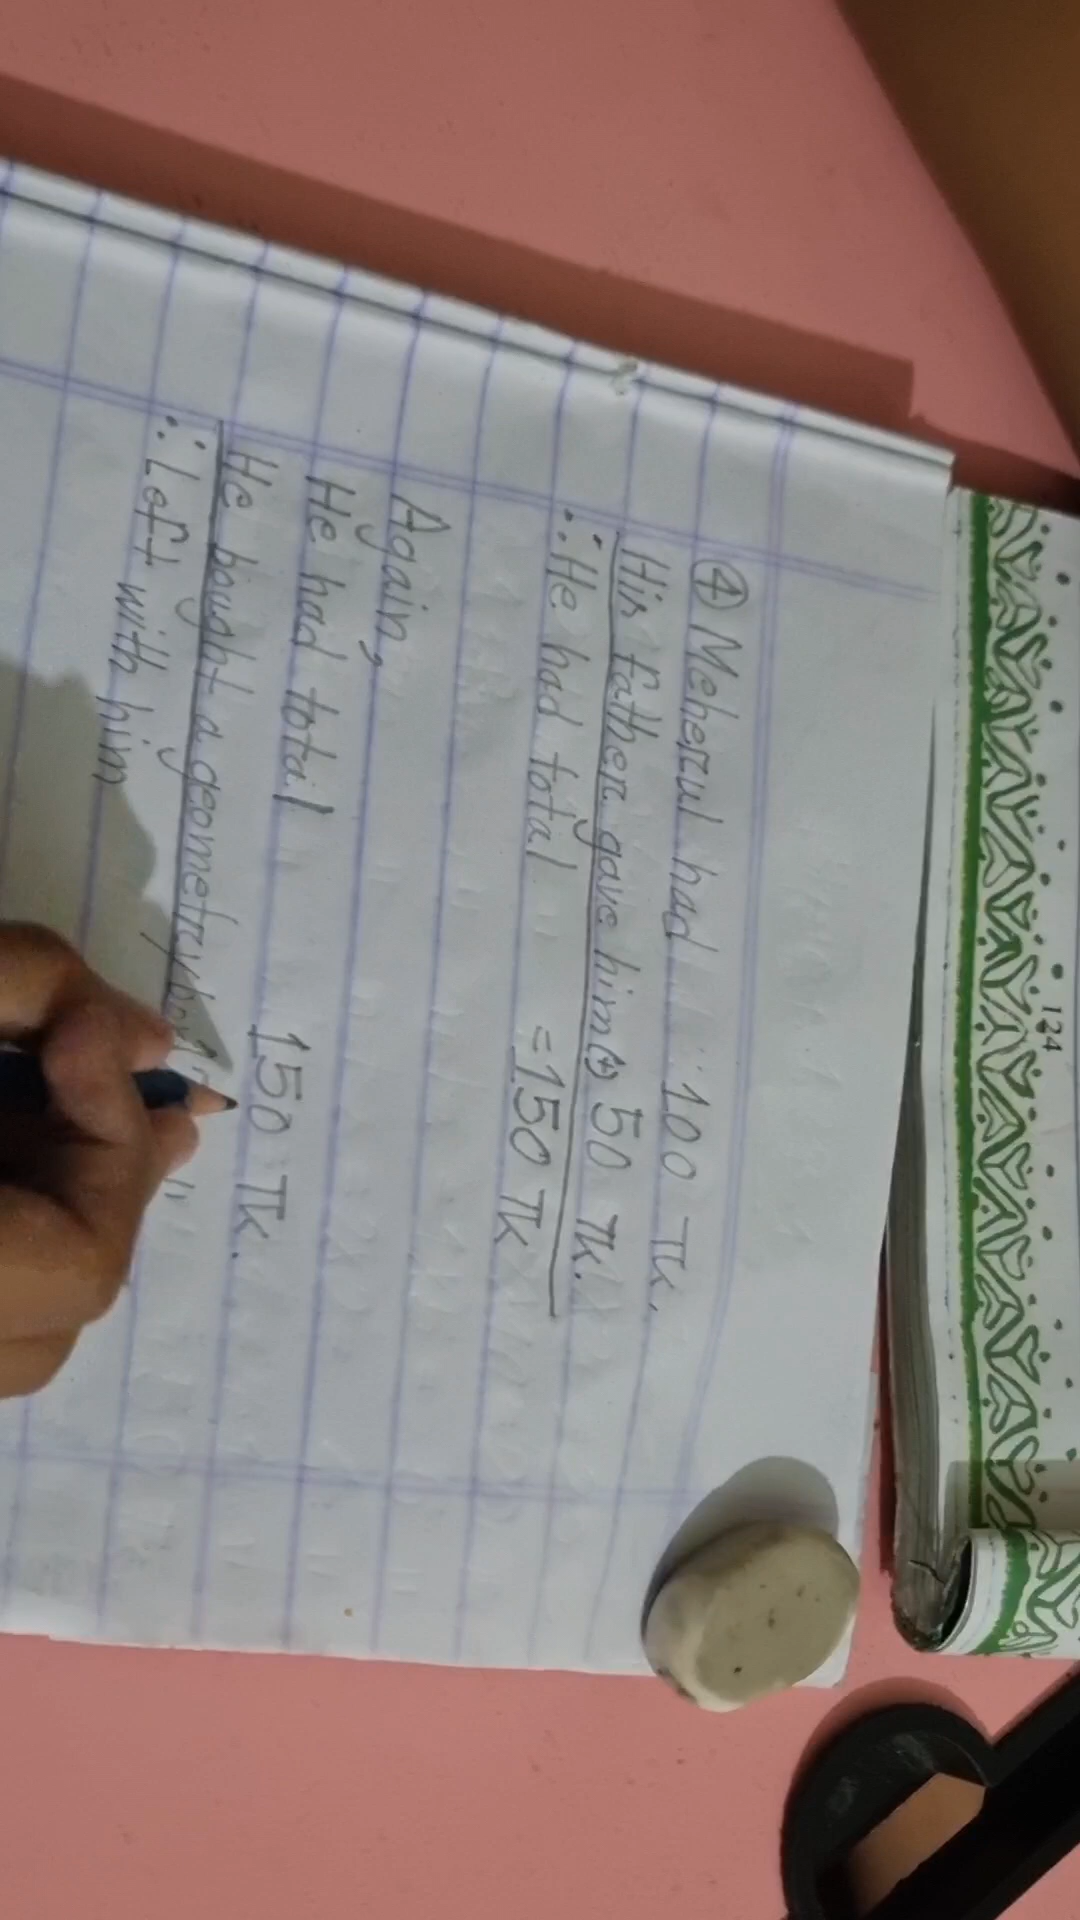 ④ Meherul had 100 TK.
His father gave him (+) 50 TK.
∴ He had total = 150 TK
Again,
He had total 150 TK.
He bought a geometry box
∴ Left with him
124